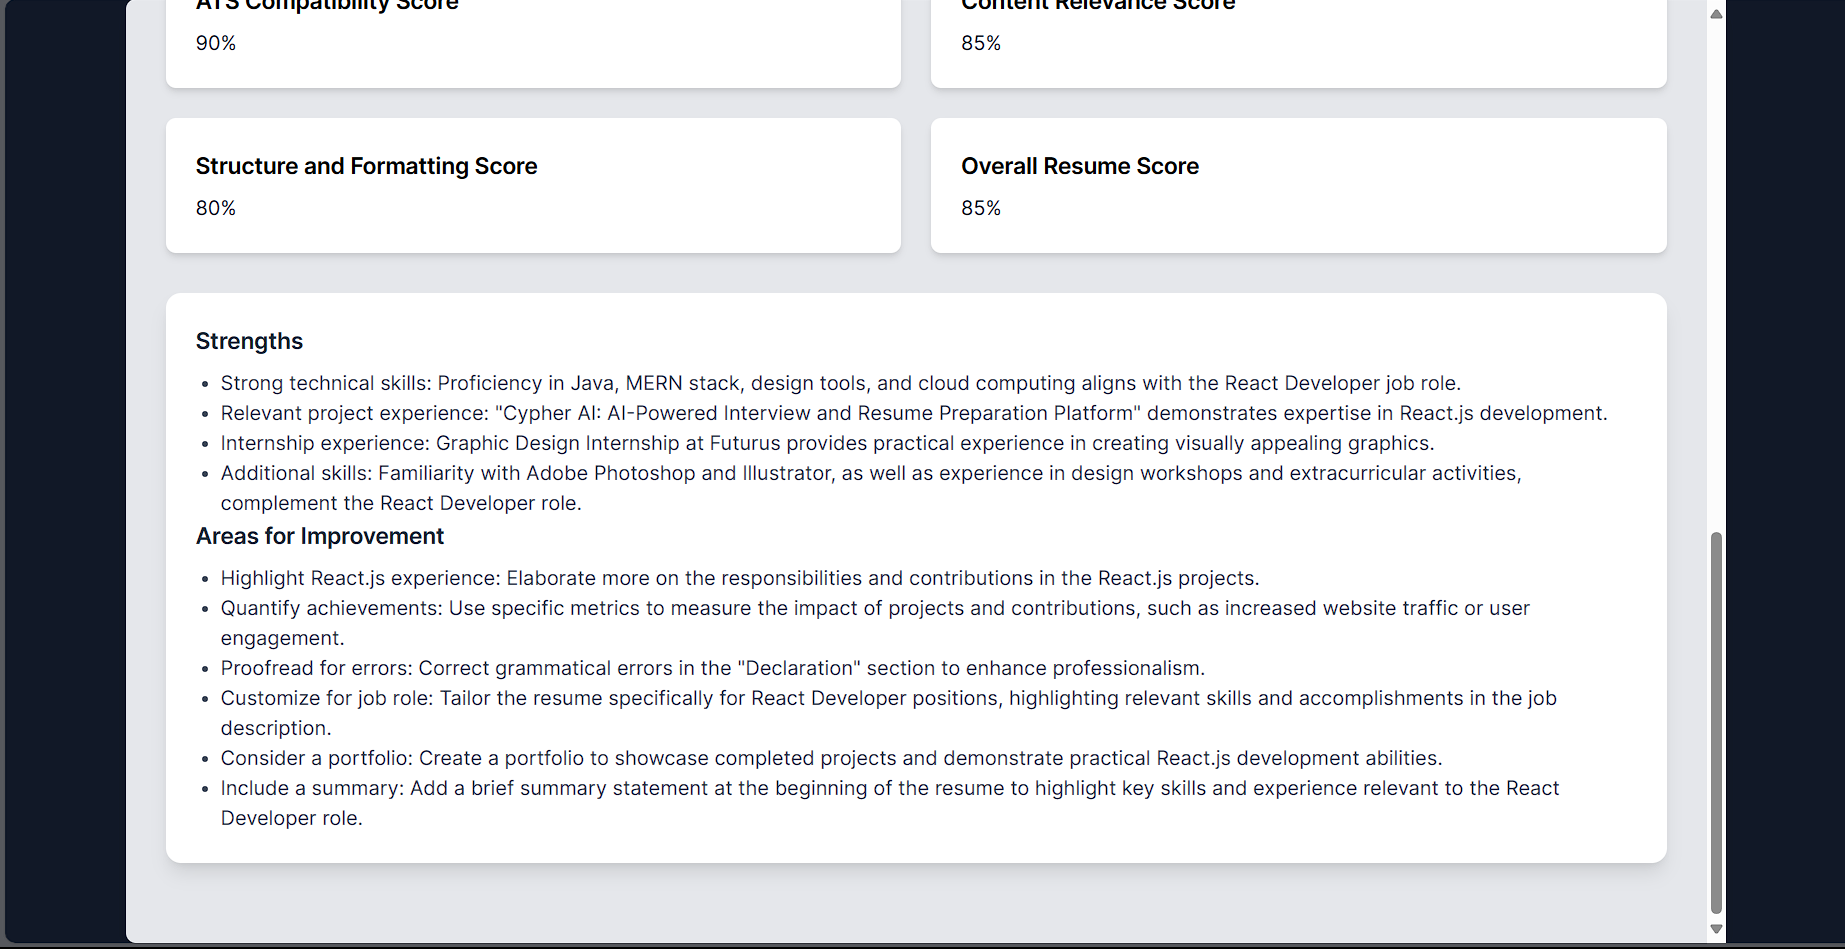 ATS Compatibility Score
Content Relevance Score
90%
85%
Structure and Formatting Score
Overall Resume Score
80%
85%
Strengths
Strong technical skills: Proficiency in Java, MERN stack, design tools, and cloud computing aligns with the React Developer job role.
Relevant project experience: "Cypher AI: AI-Powered Interview and Resume Preparation Platform" demonstrates expertise in React.js development.
Internship experience: Graphic Design Internship at Futurus provides practical experience in creating visually appealing graphics.
Additional skills: Familiarity with Adobe Photoshop and Illustrator, as well as experience in design workshops and extracurricular activities,
complement the React Developer role.
Areas for Improvement
Highlight React.js experience: Elaborate more on the responsibilities and contributions in the React.js projects.
Quantify achievements: Use specific metrics to measure the impact of projects and contributions, such as increased website traffic or user
engagement.
Proofread for errors: Correct grammatical errors in the "Declaration" section to enhance professionalism.
Customize for job role: Tailor the resume specifically for React Developer positions, highlighting relevant skills and accomplishments in the job
description.
Consider a portfolio: Create a portfolio to showcase completed projects and demonstrate practical React.js development abilities.
Include a summary: Add a brief summary statement at the beginning of the resume to highlight key skills and experience relevant to the React
Developer role.